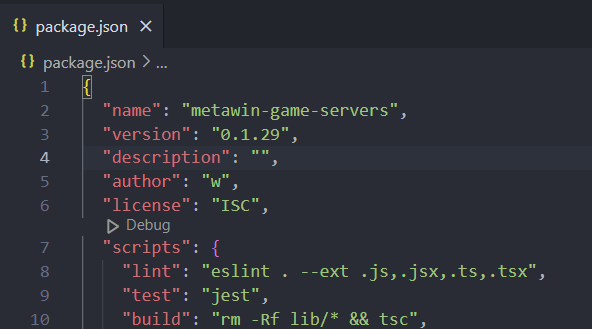 {} package.json ×
{} package.json > ...
1 {
2 "name": "metawin-game-servers",
3 "version": "0.1.29",
4 "description": "",
5 "author": "w",
6 "license": "ISC",
Debug
7 "scripts": {
8 "lint": "eslint . --ext .js,.jsx,.ts,.tsx",
9 "test": "jest",
10 "build": "rm -Rf lib/* && tsc",